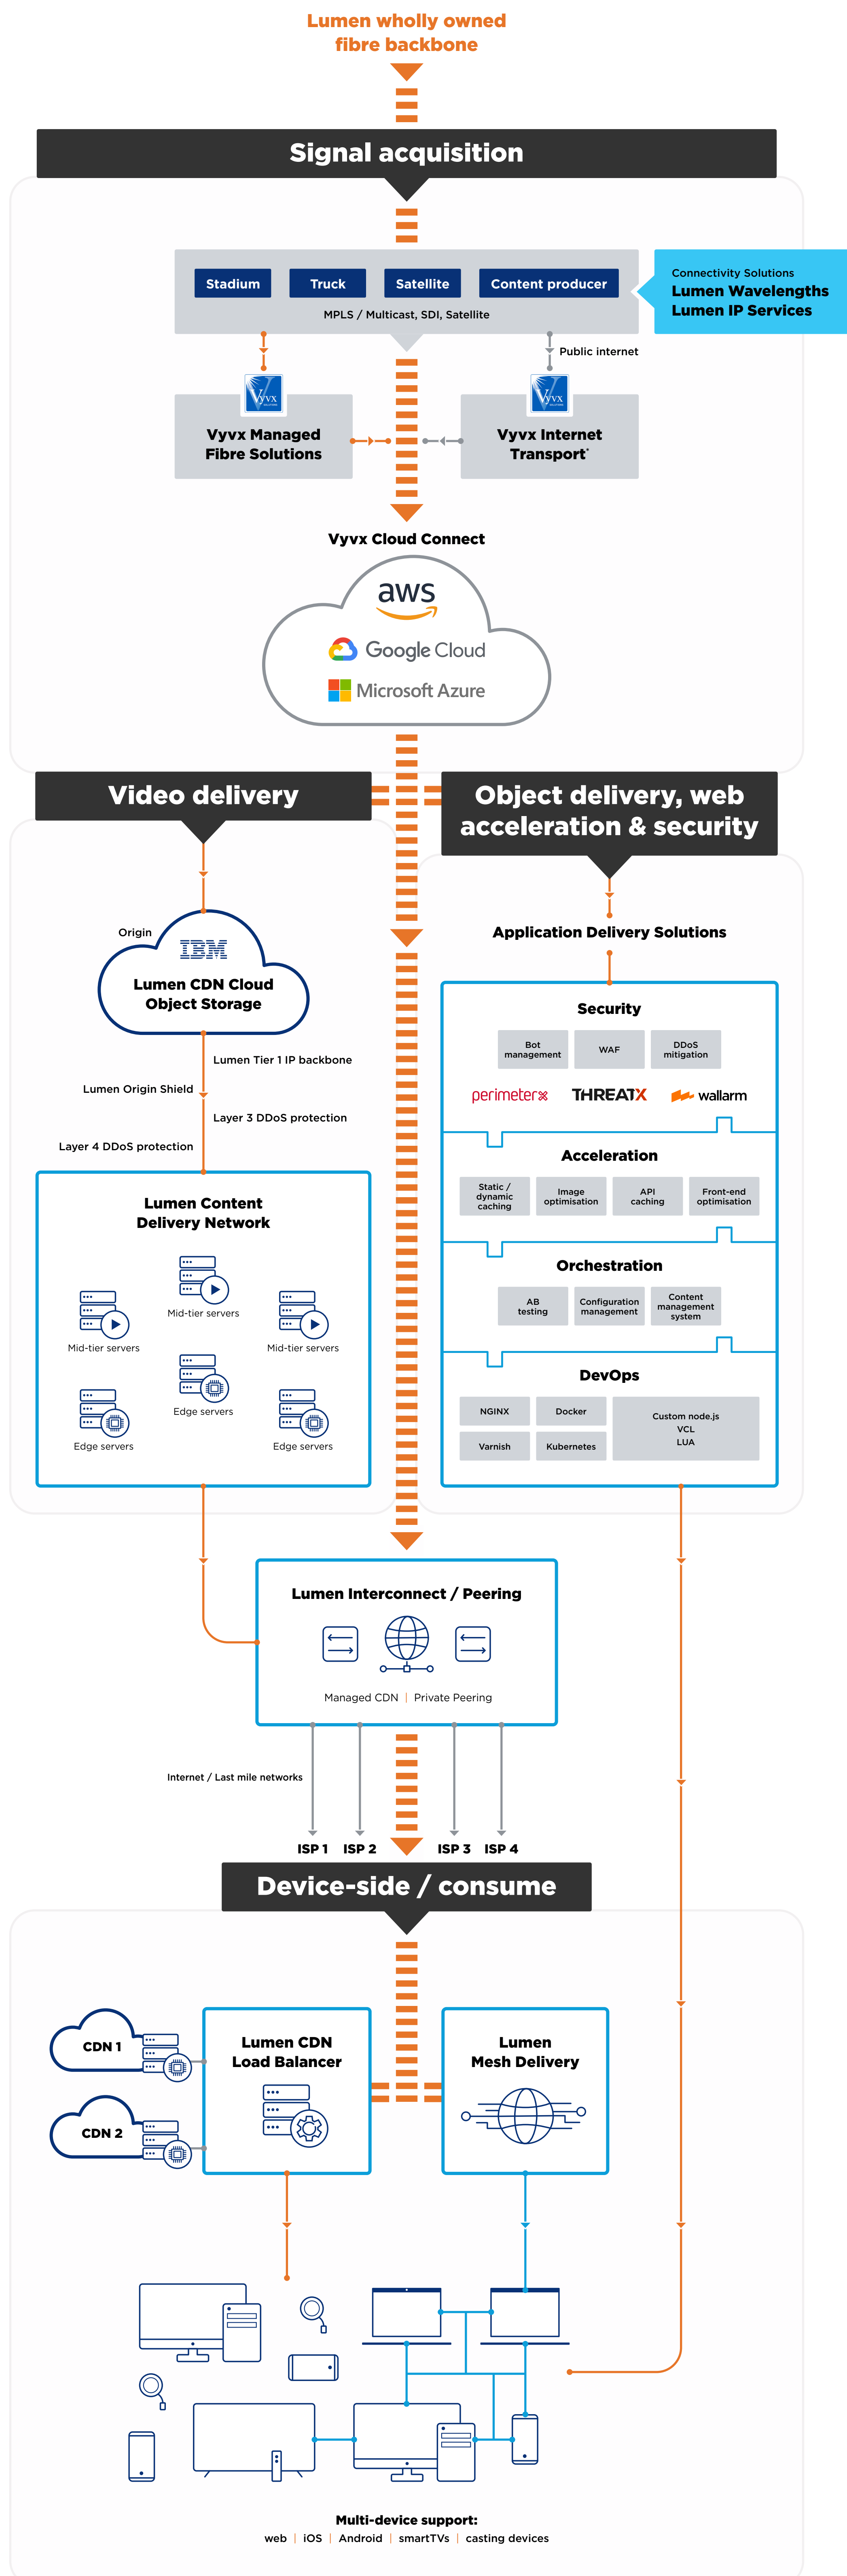 Lumen wholly owned
fibre backbone
Signal acquisition
Stadium
Truck
Satellite
Content producer
MPLS / Multicast, SDI, Satellite
Connectivity Solutions
Lumen Wavelengths
Lumen IP Services
Public internet
Vyvx
SOLUTIONS
Vyvx Managed
Fibre Solutions
Vyvx
SOLUTIONS
Vyvx Internet
Transport*
Vyvx Cloud Connect
aws
Google Cloud
Microsoft Azure
Video delivery
Object delivery, web
acceleration & security
Origin
IBM
Lumen CDN Cloud
Object Storage
Lumen Tier 1 IP backbone
Lumen Origin Shield
Layer 3 DDoS protection
Layer 4 DDoS protection
Lumen Content
Delivery Network
Mid-tier servers
Mid-tier servers
Mid-tier servers
Edge servers
Edge servers
Edge servers
Application Delivery Solutions
Security
Bot
management
WAF
DDoS
mitigation
perimeterx
THREATX
wallarm
Acceleration
Static /
dynamic
caching
Image
optimisation
API
caching
Front-end
optimisation
Orchestration
AB
testing
Configuration
management
Content
management
system
DevOps
NGINX
Docker
Varnish
Kubernetes
Custom node.js
VCL
LUA
Lumen Interconnect / Peering
Managed CDN | Private Peering
Internet / Last mile networks
ISP 1
ISP 2
ISP 3
ISP 4
Device-side / consume
CDN 1
CDN 2
Lumen CDN
Load Balancer
Lumen
Mesh Delivery
Multi-device support:
web | iOS | Android | smartTVs | casting devices